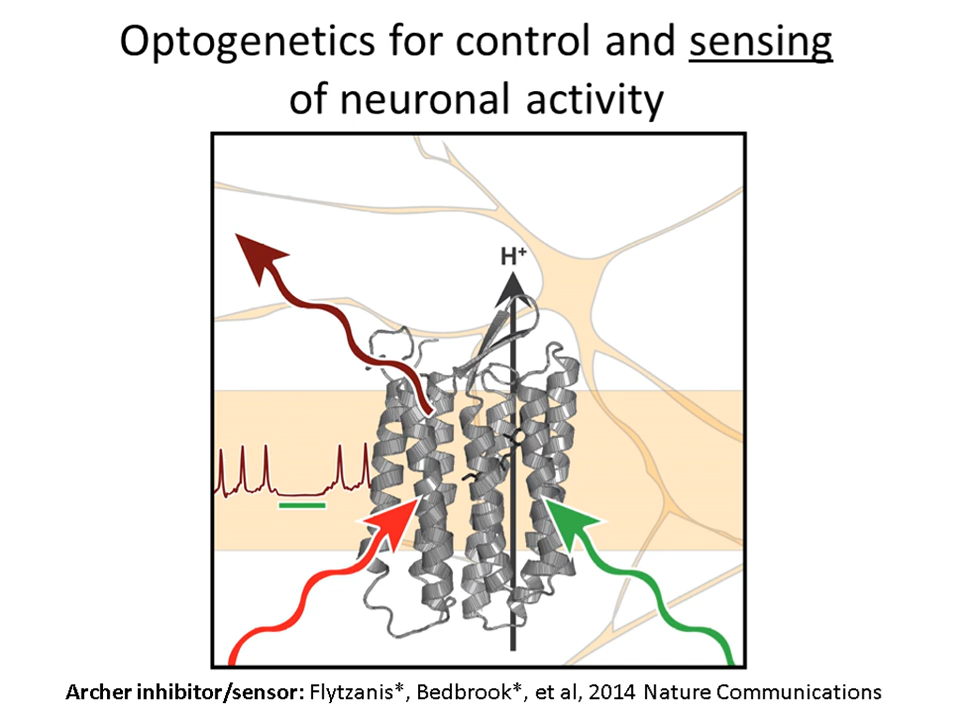 Optogenetics for control and sensing
of neuronal activity
H⁺
Archer inhibitor/sensor: Flytzanis*, Bedbrook*, et al, 2014 Nature Communications